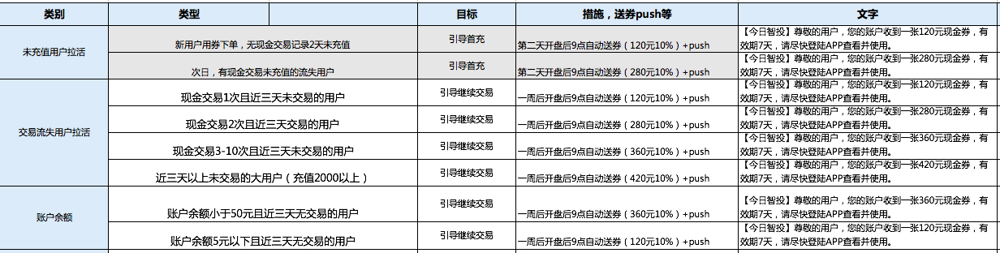 类别 类型 目标 措施，送券push等 文字
未充值用户拉活
新用户用券下单，无现金交易记录2天未充值 引导首充 第二天开盘后9点自动送券（120元10%）+push
【今日智投】尊敬的用户，您的账户收到一张120元现金券，有
效期7天，请尽快登陆APP查看并使用。
次日，有现金交易未充值的流失用户 引导首充 第二天开盘后9点自动送券（280元10%）+push
【今日智投】尊敬的用户，您的账户收到一张280元现金券，有
效期7天，请尽快登陆APP查看并使用。
交易流失用户拉活
现金交易1次且近三天未交易的用户 引导继续交易 一周后开盘后9点自动送券（120元10%）+push
【今日智投】尊敬的用户，您的账户收到一张120元现金券，有
效期7天，请尽快登陆APP查看并使用。
现金交易2次且近三天交易的用户 引导继续交易 一周后开盘后9点自动送券（280元10%）+push
【今日智投】尊敬的用户，您的账户收到一张280元现金券，有
效期7天，请尽快登陆APP查看并使用。
现金交易3-10次且近三天未交易的用户 引导继续交易 一周后开盘后9点自动送券（360元10%）+push
【今日智投】尊敬的用户，您的账户收到一张360元现金券，有
效期7天，请尽快登陆APP查看并使用。
近三天以上未交易的大用户（充值2000以上） 引导继续交易 一周后开盘后9点自动送券（420元10%）+push
【今日智投】尊敬的用户，您的账户收到一张420元现金券，有
效期7天，请尽快登陆APP查看并使用。
账户余额
账户余额小于50元且近三天无交易的用户 引导继续交易 一周后开盘后9点自动送券（360元10%）+push
【今日智投】尊敬的用户，您的账户收到一张360元现金券，有
效期7天，请尽快登陆APP查看并使用。
账户余额5元以下且近三天无交易的用户 引导继续交易 一周后开盘后9点自动送券（120元10%）+push
【今日智投】尊敬的用户，您的账户收到一张120元现金券，有
效期7天，请尽快登陆APP查看并使用。